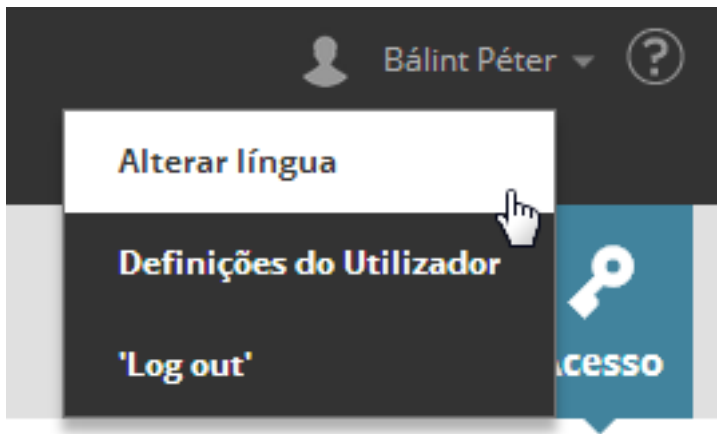 Bálint Péter
?
Alterar língua
Definições do Utilizador
'Log out'
cesso